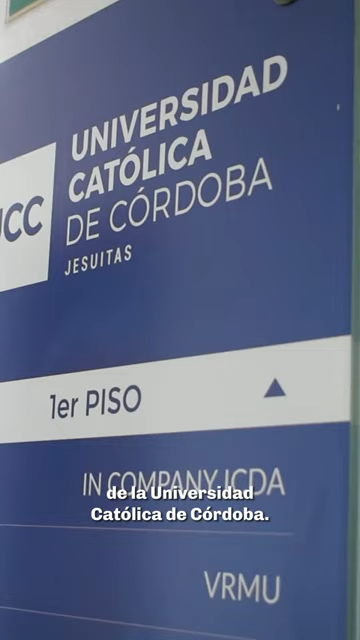 UNIVERSIDAD
CATÓLICA
DE CÓRDOBA
JESUITAS
UCC
1er PISO
IN COMPANY ICDA
de la Universidad
Católica de Córdoba.
VRMU